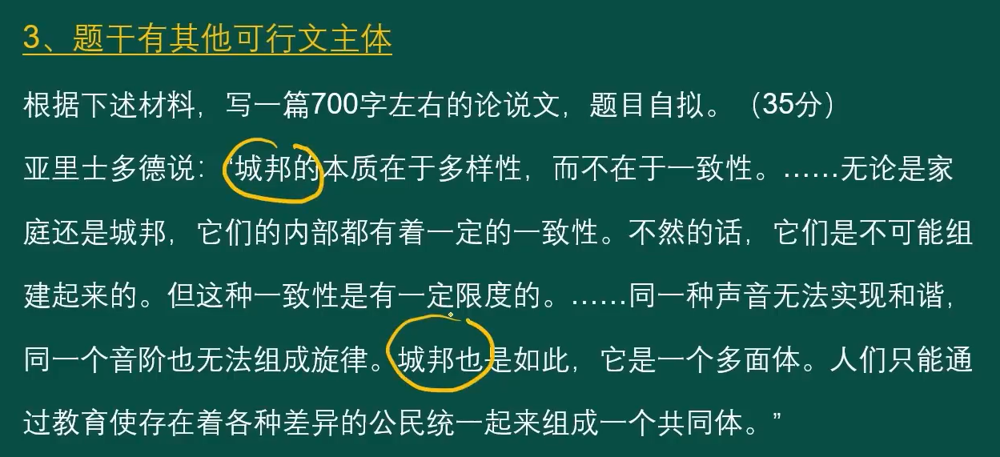 3、题干有其他可行文主体
根据下述材料，写一篇700字左右的论说文，题目自拟。（35分）
亚里士多德说：“城邦的本质在于多样性，而不在于一致性。……无论是家
庭还是城邦，它们的内部都有着一定的一致性。不然的话，它们是不可能组
建起来的。但这种一致性是有一定限度的。……同一种声音无法实现和谐，
同一个音阶也无法组成旋律。城邦也是如此，它是一个多面体。人们只能通
过教育使存在着各种差异的公民统一起来组成一个共同体。”